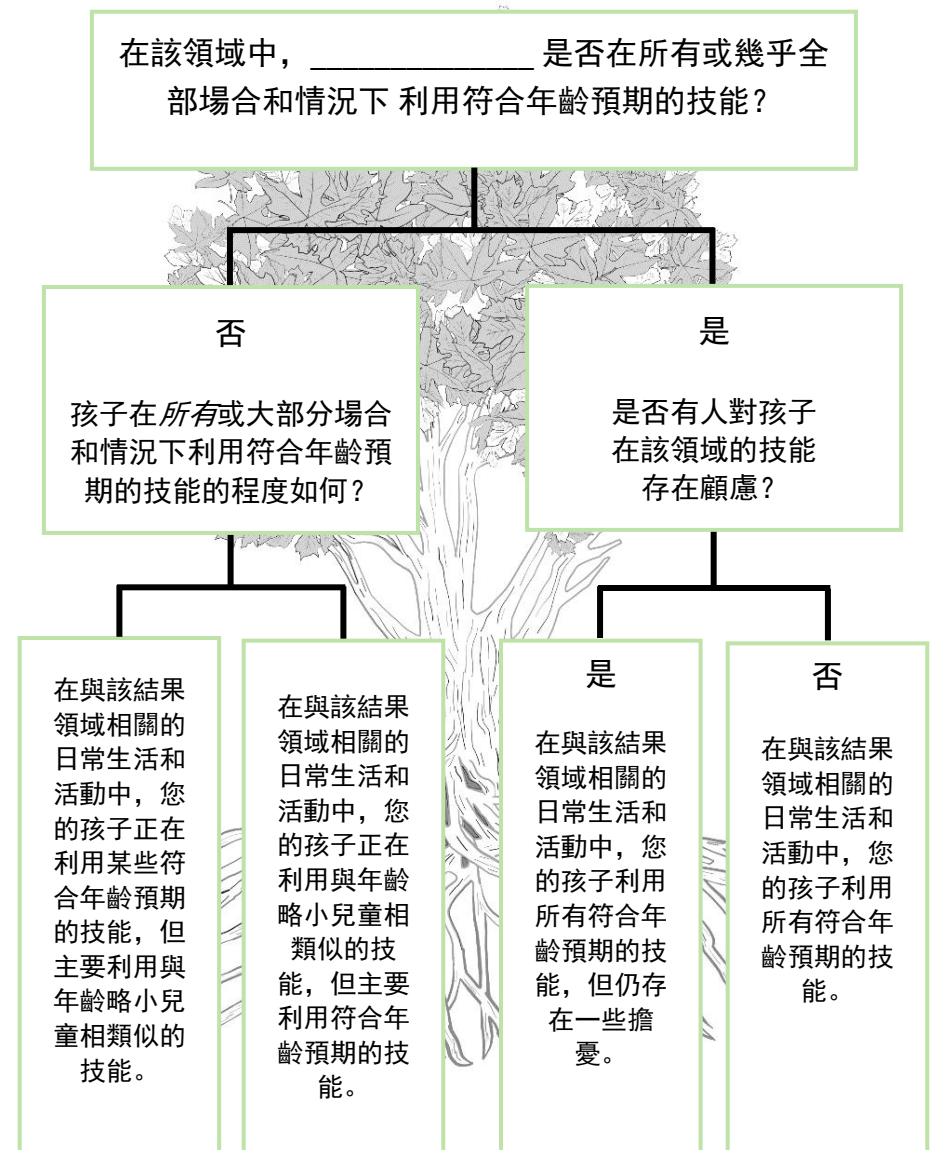 在該領域中，______________ 是否在所有或幾乎全
部場合和情況下 利用符合年齡預期的技能？
否
孩子在所有或大部分場合
和情況下利用符合年齡預
期的技能的程度如何？
是
是否有人對孩子
在該領域的技能
存在顧慮？
在與該結果
領域相關的
日常生活和
活動中，您
的孩子正在
利用某些符
合年齡預期
的技能，但
主要利用與
年齡略小兒
童相類似的
技能。
在與該結果
領域相關的
日常生活和
活動中，您
的孩子正在
利用與年齡
略小兒童相
類似的技
能，但主要
利用符合年
齡預期的技
能。
是
在與該結果
領域相關的
日常生活和
活動中，您
的孩子利用
所有符合年
齡預期的技
能，但仍存
在一些擔
憂。
否
在與該結果
領域相關的
日常生活和
活動中，您
的孩子利用
所有符合年
齡預期的技
能。